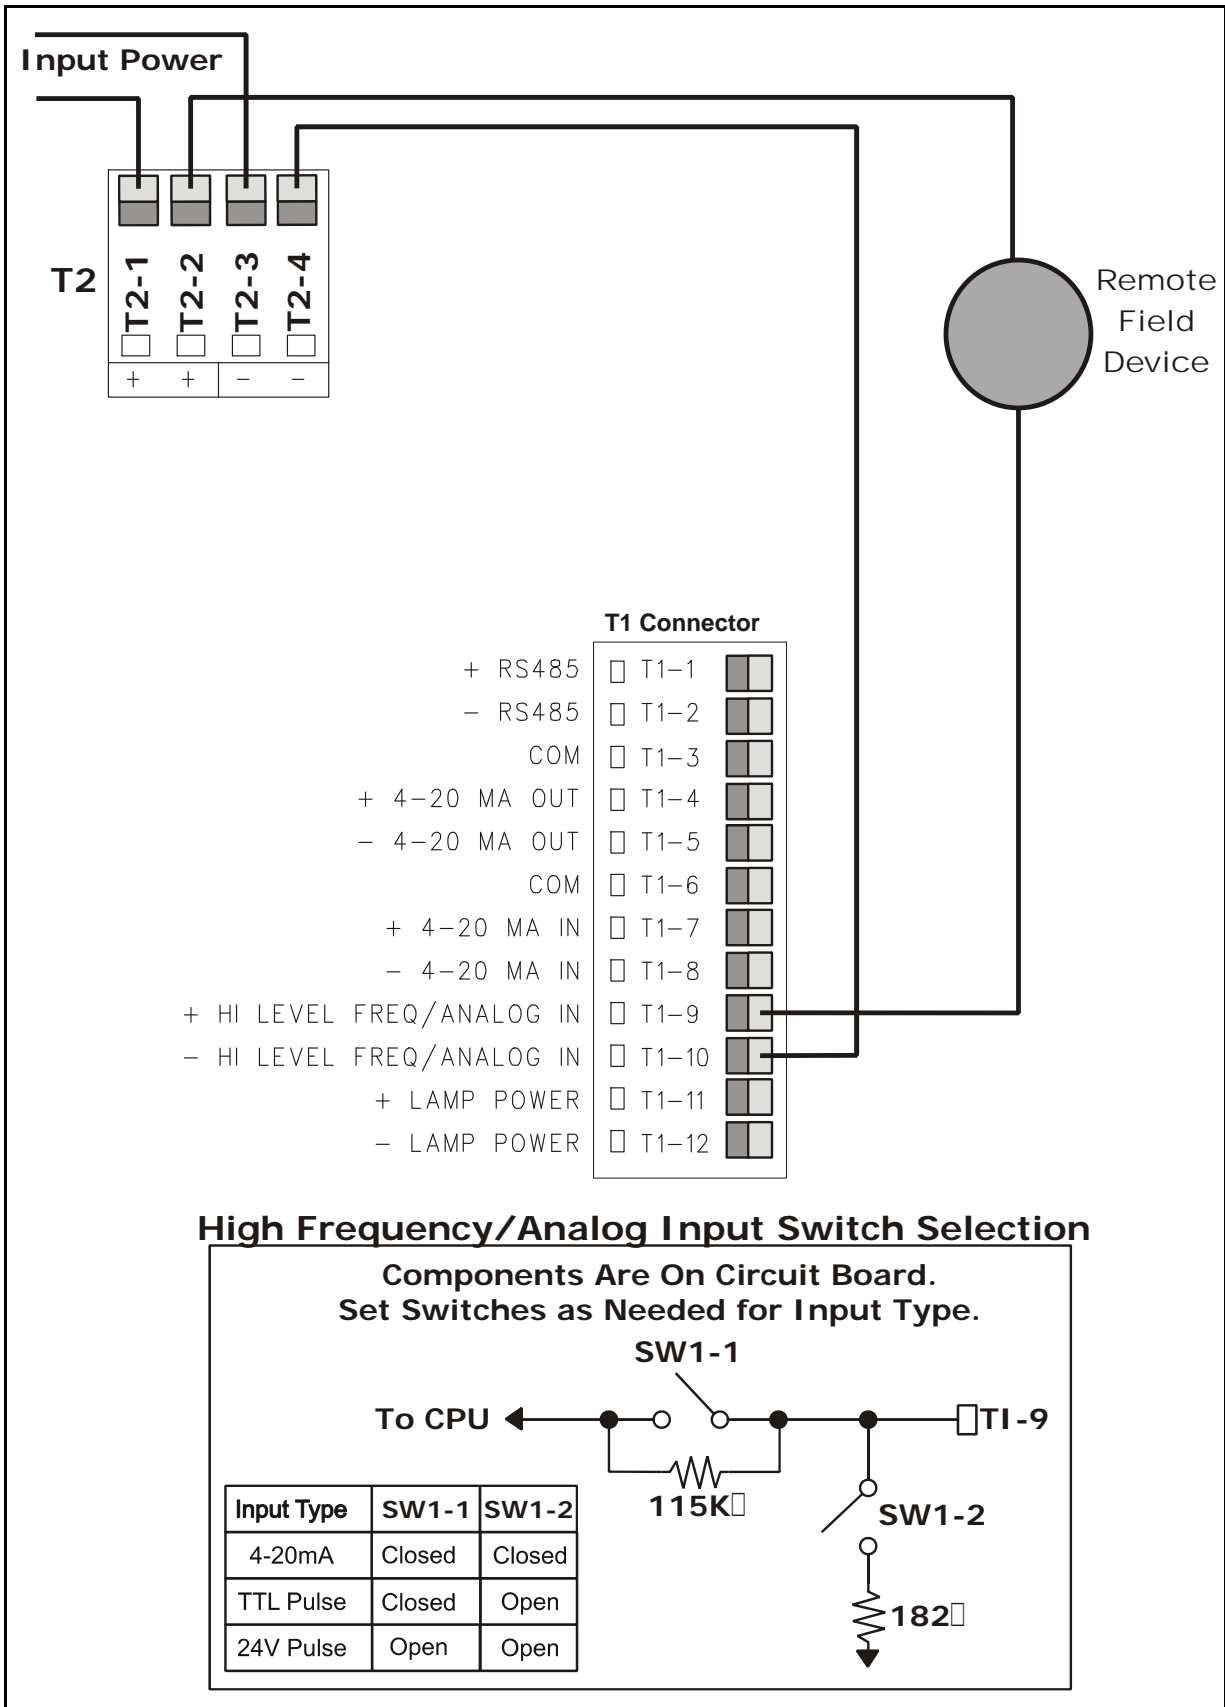 Input Power
T2
T2-1
T2-2
T2-3
T2-4
+ + - -
Remote
Field
Device
T1 Connector
+ RS485 T1-1
- RS485 T1-2
COM T1-3
+ 4-20 MA OUT T1-4
- 4-20 MA OUT T1-5
COM T1-6
+ 4-20 MA IN T1-7
- 4-20 MA IN T1-8
+ HI LEVEL FREQ/ANALOG IN T1-9
- HI LEVEL FREQ/ANALOG IN T1-10
+ LAMP POWER T1-11
- LAMP POWER T1-12
High Frequency/Analog Input Switch Selection
Components Are On Circuit Board.
Set Switches as Needed for Input Type.
SW1-1
To CPU
TI-9
115K▯
SW1-2
182▯
Input Type SW1-1 SW1-2
4-20mA Closed Closed
TTL Pulse Closed Open
24V Pulse Open Open